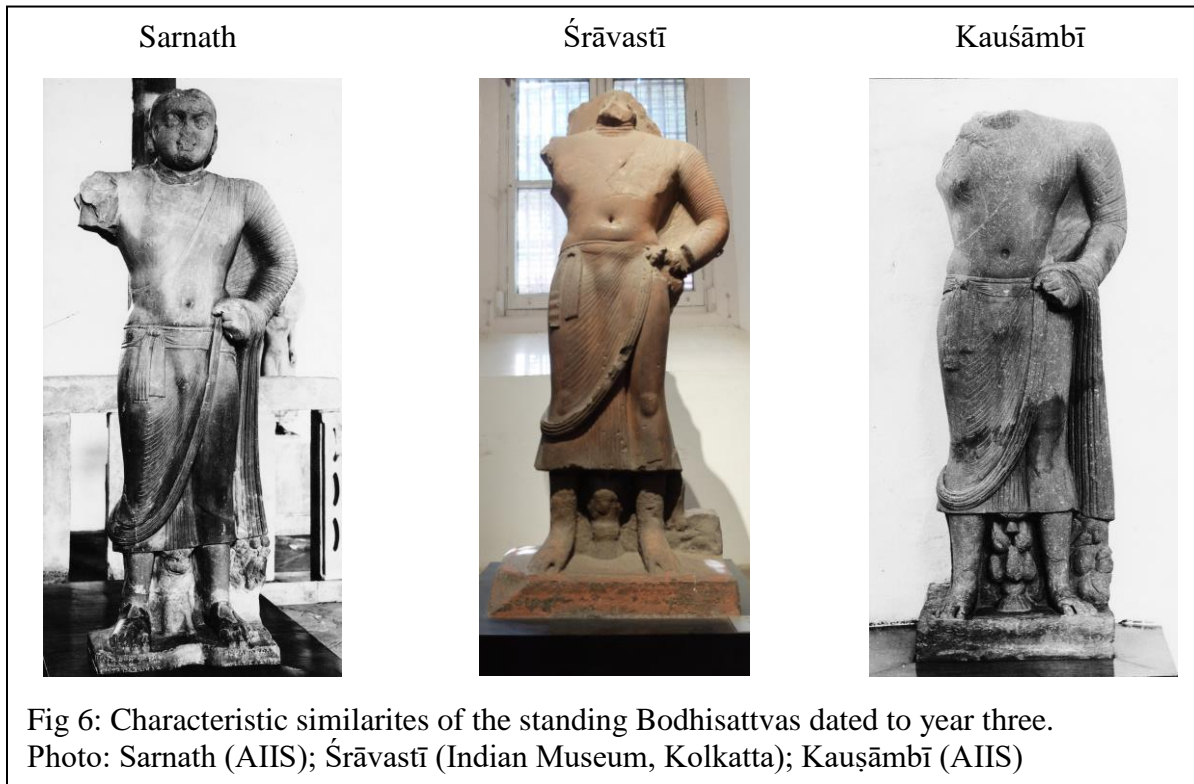 Sarnath Śrāvastī Kauśāmbī
Fig 6: Characteristic similarites of the standing Bodhisattvas dated to year three.
Photo: Sarnath (AIIS); Śrāvastī (Indian Museum, Kolkatta); Kauṣāmbī (AIIS)